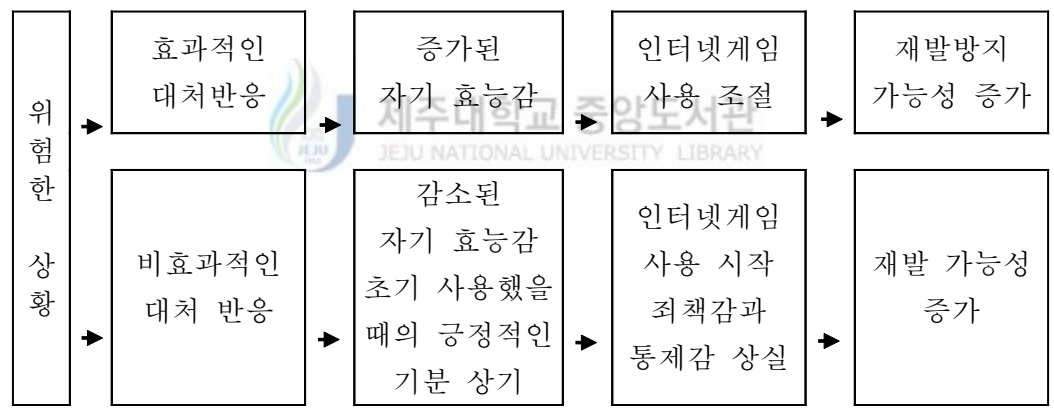 위험한 상황
효과적인
대처반응
증가된
자기 효능감
인터넷게임
사용 조절
재발방지
가능성 증가
제주대학교 중앙도서관
JEJU NATIONAL UNIVERSITY LIBRARY
JEJU
1952
비효과적인
대처 반응
감소된
자기 효능감
초기 사용했을
때의 긍정적인
기분 상기
인터넷게임
사용 시작
죄책감과
통제감 상실
재발 가능성
증가